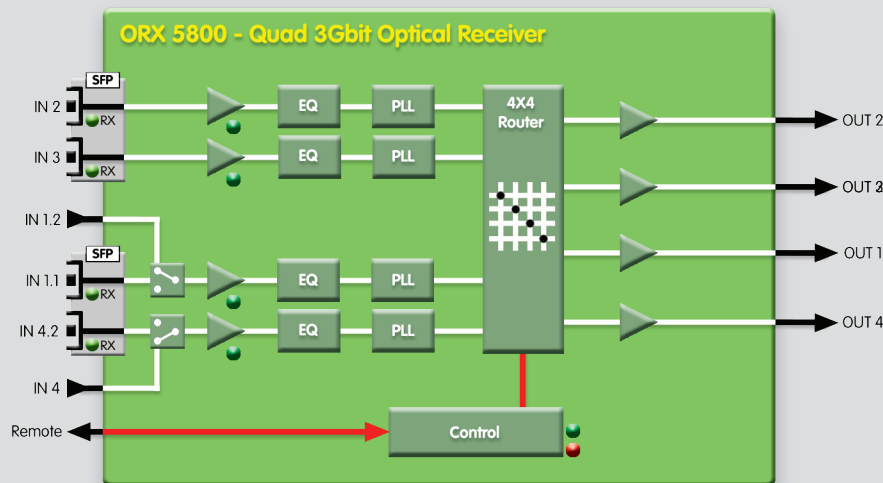 ORX 5800 - Quad 3Gbit Optical Receiver
SFP
IN 2
RX
EQ
PLL
4X4
Router
OUT 2
IN 3
RX
EQ
PLL
OUT 3
IN 1.2
SFP
IN 1.1
RX
EQ
PLL
OUT 1
IN 4.2
RX
EQ
PLL
OUT 4
IN 4
Remote
Control